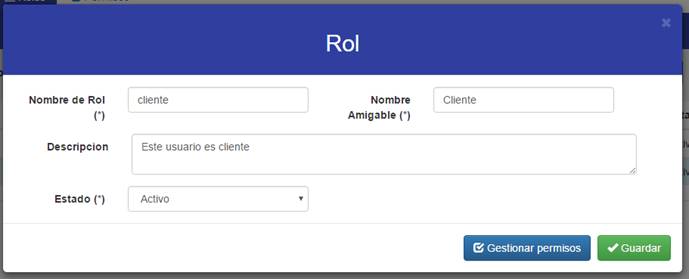 Rol
Nombre de Rol (*)
cliente
Nombre Amigable (*)
Cliente
Descripcion
Este usuario es cliente
Estado (*)
Activo
Gestionar permisos
Guardar